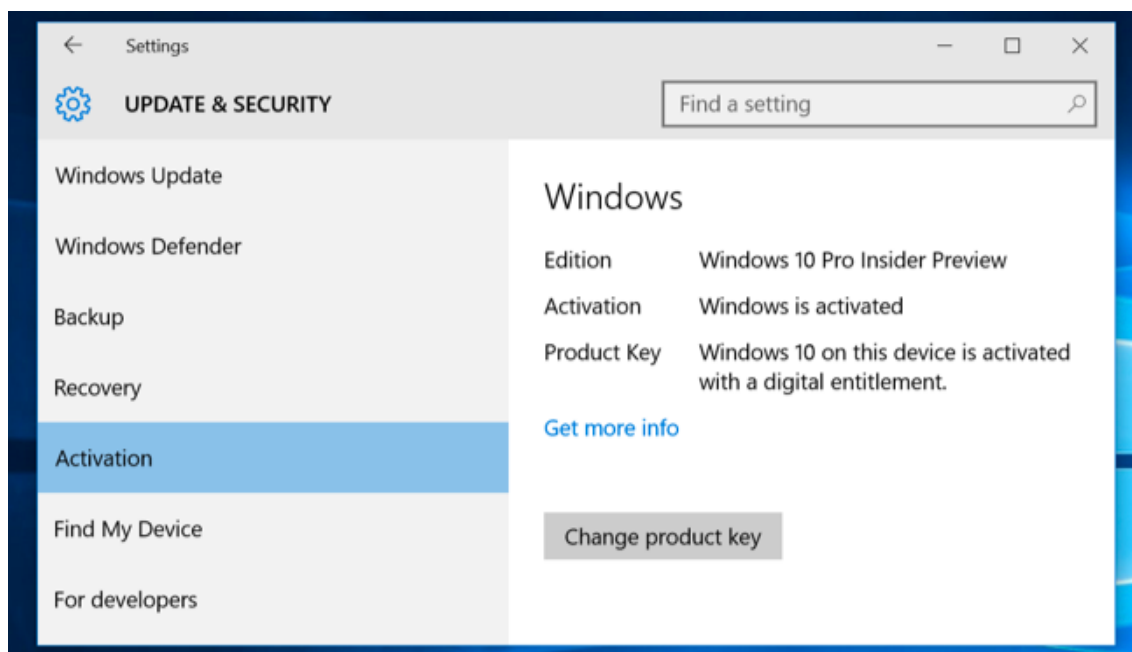 Settings
UPDATE & SECURITY
Find a setting
Windows Update
Windows Defender
Backup
Recovery
Activation
Find My Device
For developers
Windows
Edition Windows 10 Pro Insider Preview
Activation Windows is activated
Product Key Windows 10 on this device is activated
with a digital entitlement.
Get more info
Change product key